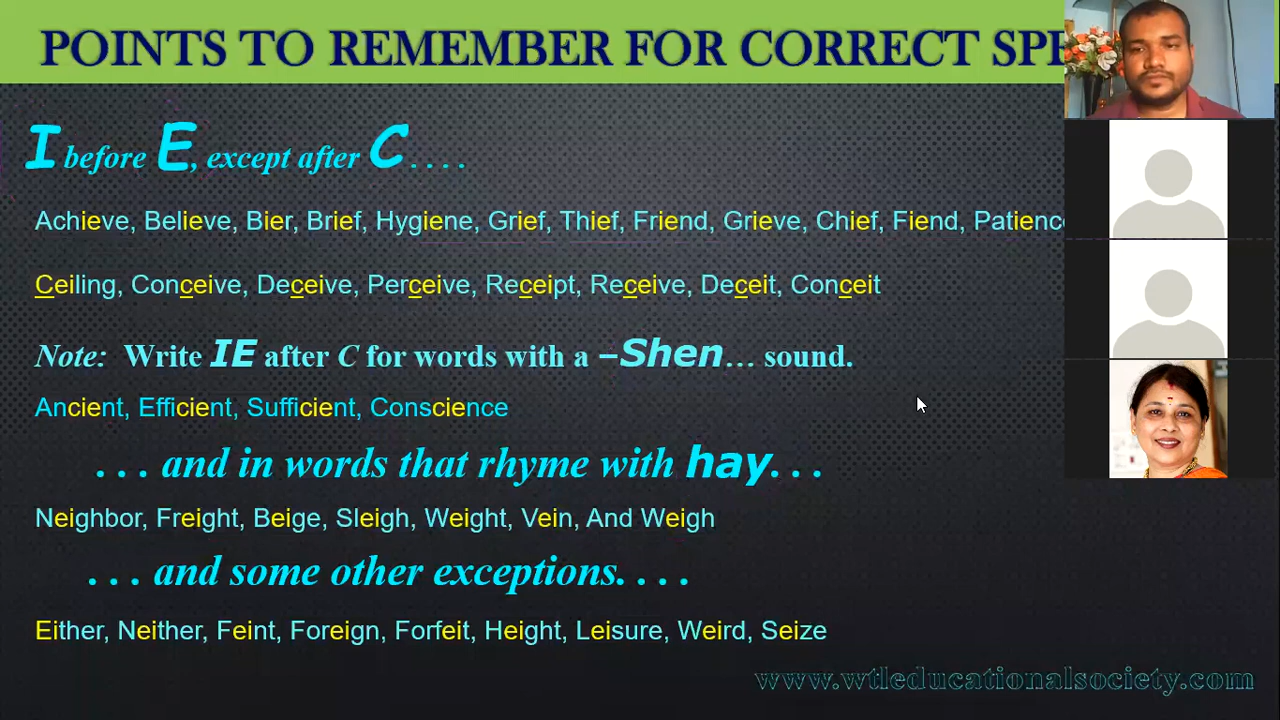 POINTS TO REMEMBER FOR CORRECT
I before E, except after C....
Achieve, Believe, Bier, Brief, Hygiene, Grief, Thief, Friend, Grieve, Chief, Fiend, Patience
Ceiling, Conceive, Deceive, Perceive, Receipt, Receive, Deceit, Conceit
Note: Write IE after C for words with a –Shen... sound.
Ancient, Efficient, Sufficient, Conscience
. . . and in words that rhyme with hay. . .
Neighbor, Freight, Beige, Sleigh, Weight, Vein, And Weigh
. . . and some other exceptions. . . .
Either, Neither, Feint, Foreign, Forfeit, Height, Leisure, Weird, Seize
www.wtleducationalsociety.com